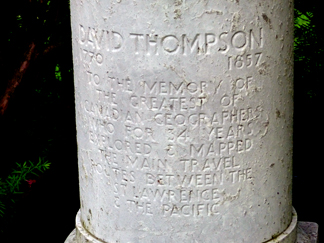 DAVID THOMPSON
1770 1857
TO THE MEMORY OF
THE GREATEST OF
CANADIAN GEOGRAPHERS
WHO FOR 34 YEARS
EXPLORED & MAPPED
THE MAIN TRAVEL
ROUTES BETWEEN THE
ST LAWRENCE
& THE PACIFIC